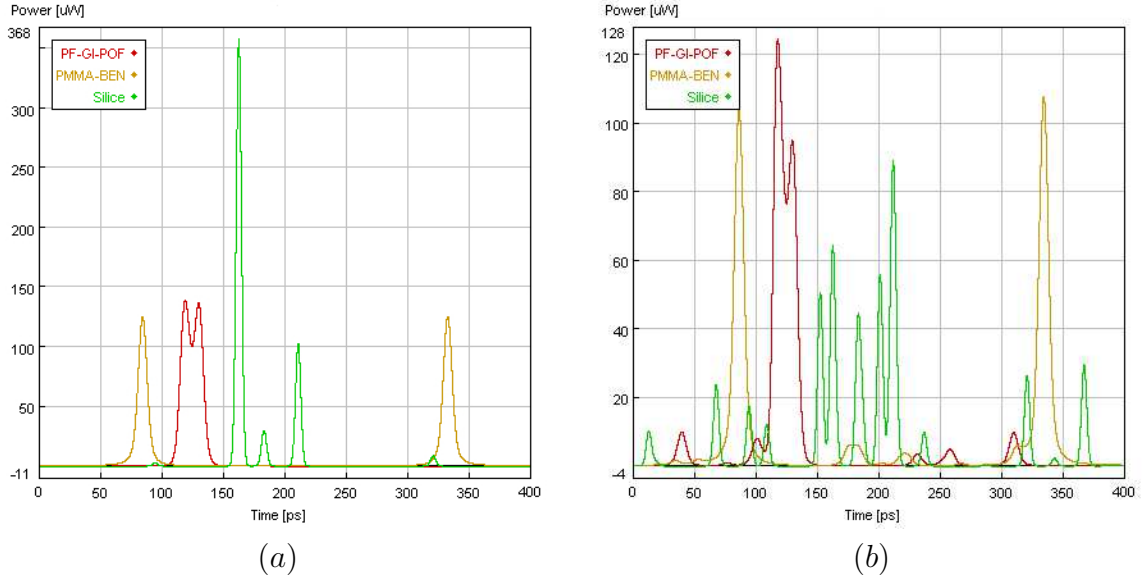 Power [uW]
368
300
250
200
150
100
50
-11
PF-GI-POF
PMMA-BEN
Silice
0 50 100 150 200 250 300 350 400
Time [ps]
(a)
Power [uW]
128
120
100
80
60
40
20
-4
PF-GI-POF
PMMA-BEN
Silice
0 50 100 150 200 250 300 350 400
Time [ps]
(b)